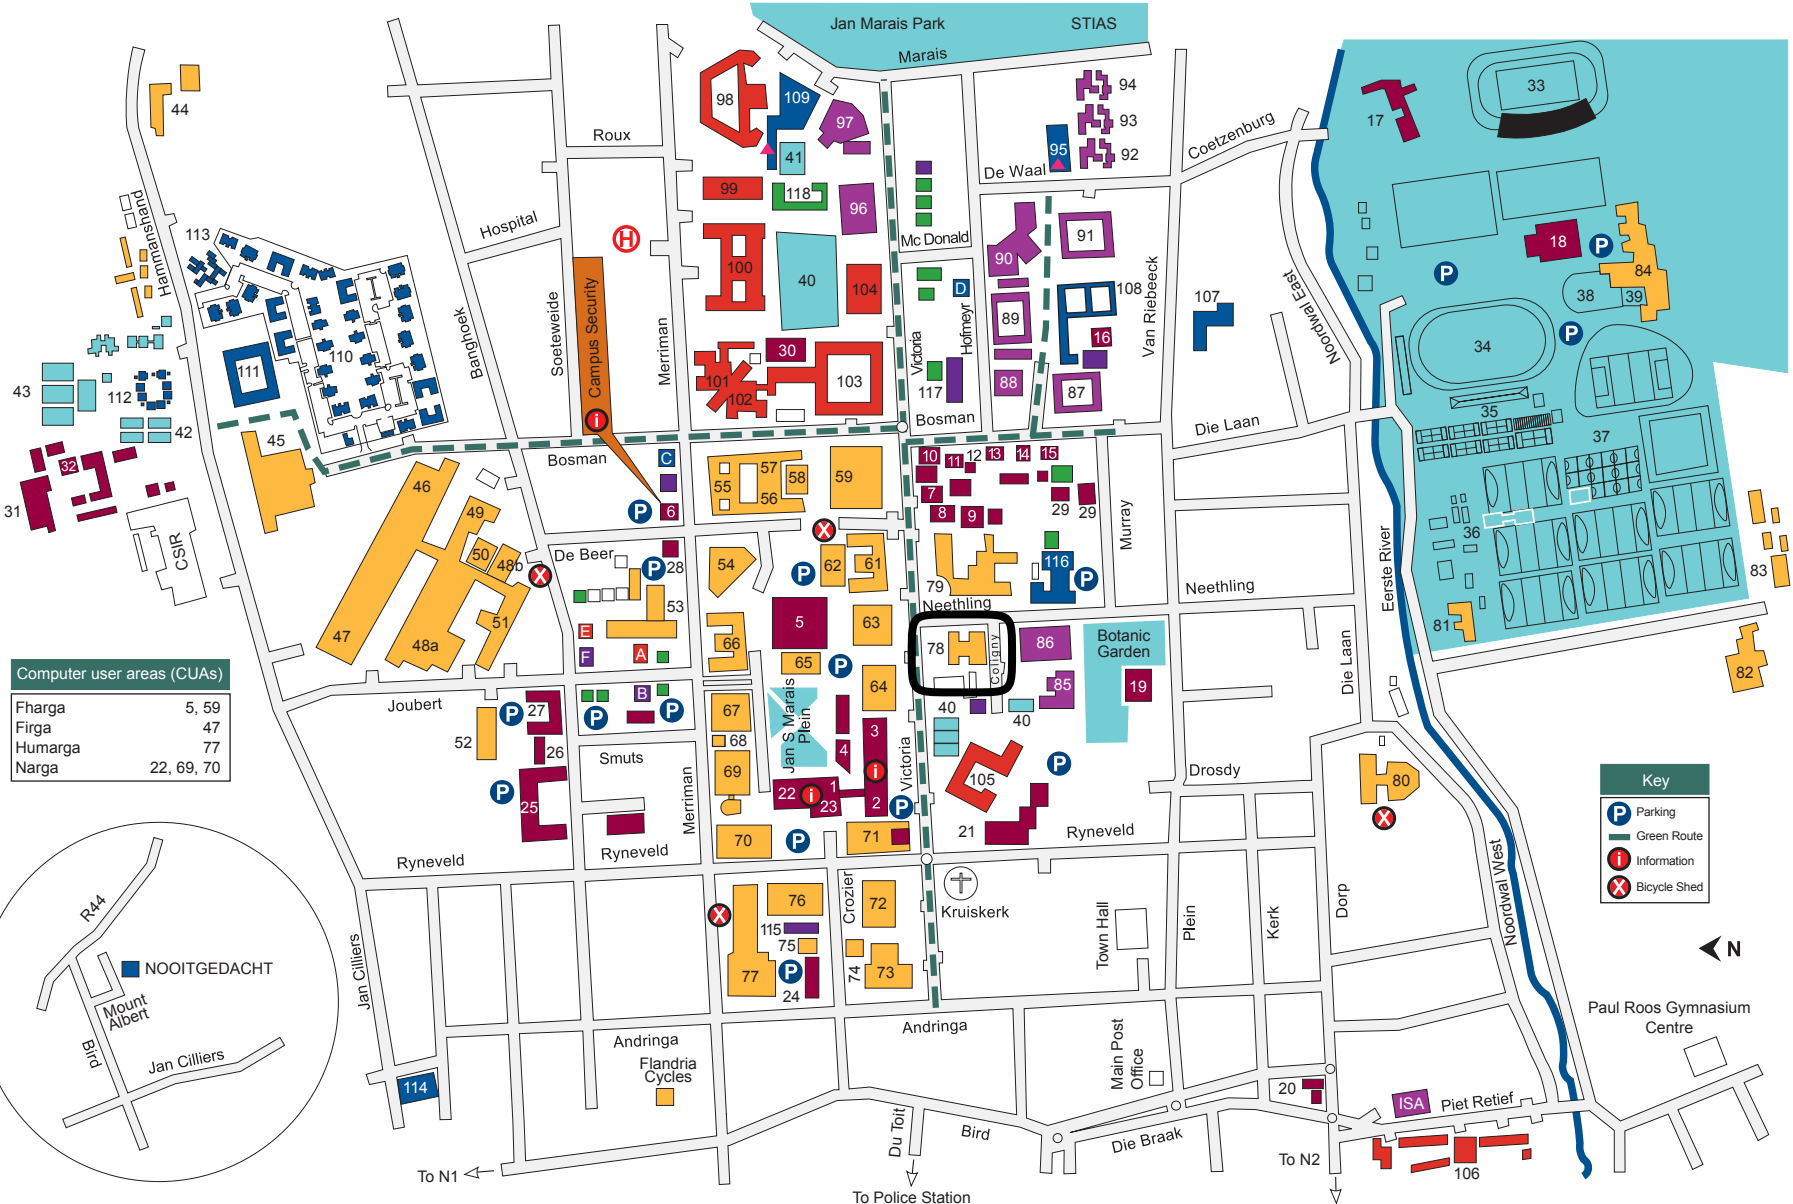 Jan Marais Park
STIAS
Marais
98
109
97
94
93
92
95
44
Roux
41
De Waal
Coetzenburg
17
33
99
118
96
Hammanshand
Hospital
H
Mc Donald
91
90
18
P
84
113
100
40
104
D
108
107
P
38
39
Soeteweide
Campus Security
Merriman
Banghoek
Victoria
Hofmeyr
89
16
Van Riebeeck
Noordwal East
P
34
110
111
112
43
42
30
101
102
103
117
88
87
35
37
i
Bosman
Die Laan
45
Bosman
C
57
55
56
58
59
10
11
12
13
14
15
7
8
9
29
29
32
31
46
49
50
48b
47
48a
51
P
6
X
Murray
36
CSIR
X
De Beer
P
28
54
P
62
61
79
116
P
Neethling
Neethling
Eerste River
83
53
5
63
66
65
P
E
F
A
78
Coligny
86
Botanic
Garden
81
82
Computer user areas (CUAs)
Fharga 5, 59
Firga 47
Humarga 77
Narga 22, 69, 70
Joubert
P
27
B
P
P
67
64
85
19
Die Laan
40
40
52
26
Smuts
68
Jan S Marais
Plein
3
4
i
Victoria
105
P
Drosdy
80
X
P
25
Merriman
69
22
i
1
23
2
P
21
Ryneveld
Key
P Parking
Green Route
i Information
X Bicycle Shed
70
P
71
Ryneveld
Ryneveld
Noordwal West
R44
NOOITGEDACHT
Mount
Albert
Bird
Jan Cilliers
Jan Cilliers
X
76
115
75
77
P
24
Crozier
72
74
73
Kruiskerk
Town Hall
Plein
Kerk
Dorp
N
Paul Roos Gymnasium
Centre
Andringa
Andringa
Flandria
Cycles
114
Main Post
Office
20
ISA
Piet Retief
106
Du Toit
Bird
Die Braak
To N1
To N2
To Police Station